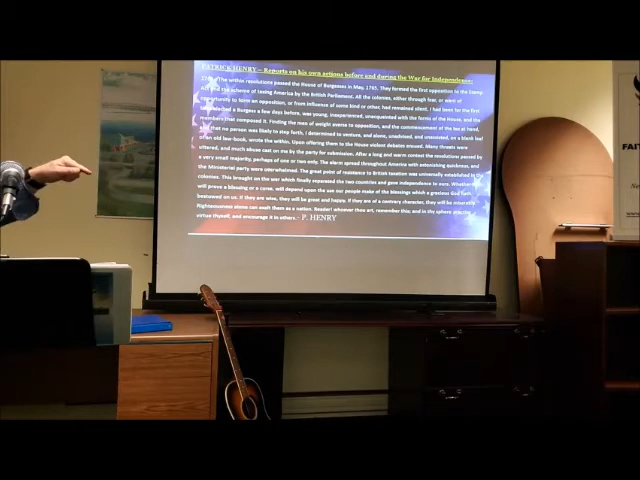 PATRICK HENRY – Reports on his own actions before and during the War for Independence:
The within resolutions passed the House of Burgesses in May, 1765. They formed the first opposition to the Stamp
Act and the scheme of taxing America by the British Parliament. All the colonies, either through fear, or want of
opportunity to form an opposition, or from influence of some kind or other, had remained silent. I had been for the first
time elected a Burgess a few days before, was young, inexperienced, unacquainted with the forms of the House, and the
members that composed it. Finding the men of weight averse to opposition, and the commencement of the tax at hand,
and that no person was likely to step forth, I determined to venture, and alone, unadvised, and unassisted, on a blank leaf
of an old law-book, wrote the within. Upon offering them to the House violent debates ensued. Many threats were
uttered, and much abuse cast on me by the party for submission. After a long and warm contest the resolutions passed by
a very small majority, perhaps of one or two only. The alarm spread throughout America with astonishing quickness, and
the Ministerial party were overwhelmed. The great point of resistance to British taxation was universally established in the
colonies. This brought on the war which finally separated the two countries and gave independence to ours. Whether this
will prove a blessing or a curse, will depend upon the use our people make of the blessings which a gracious God hath
bestowed on us. If they are wise, they will be great and happy. If they are of a contrary character, they will be miserable.
Righteousness alone can exalt them as a nation. Reader! whoever thou art, remember this; and in thy sphere practise
virtue thyself, and encourage it in others. - P. HENRY
FAIT